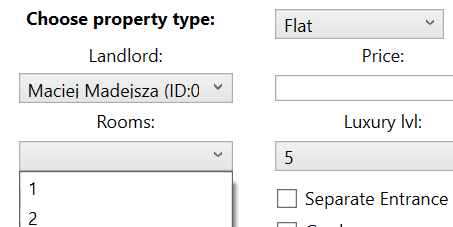 Choose property type:
Flat
Landlord:
Price:
Maciej Madejsza (ID:0
Rooms:
Luxury lvl:
5
1
2
Separate Entrance